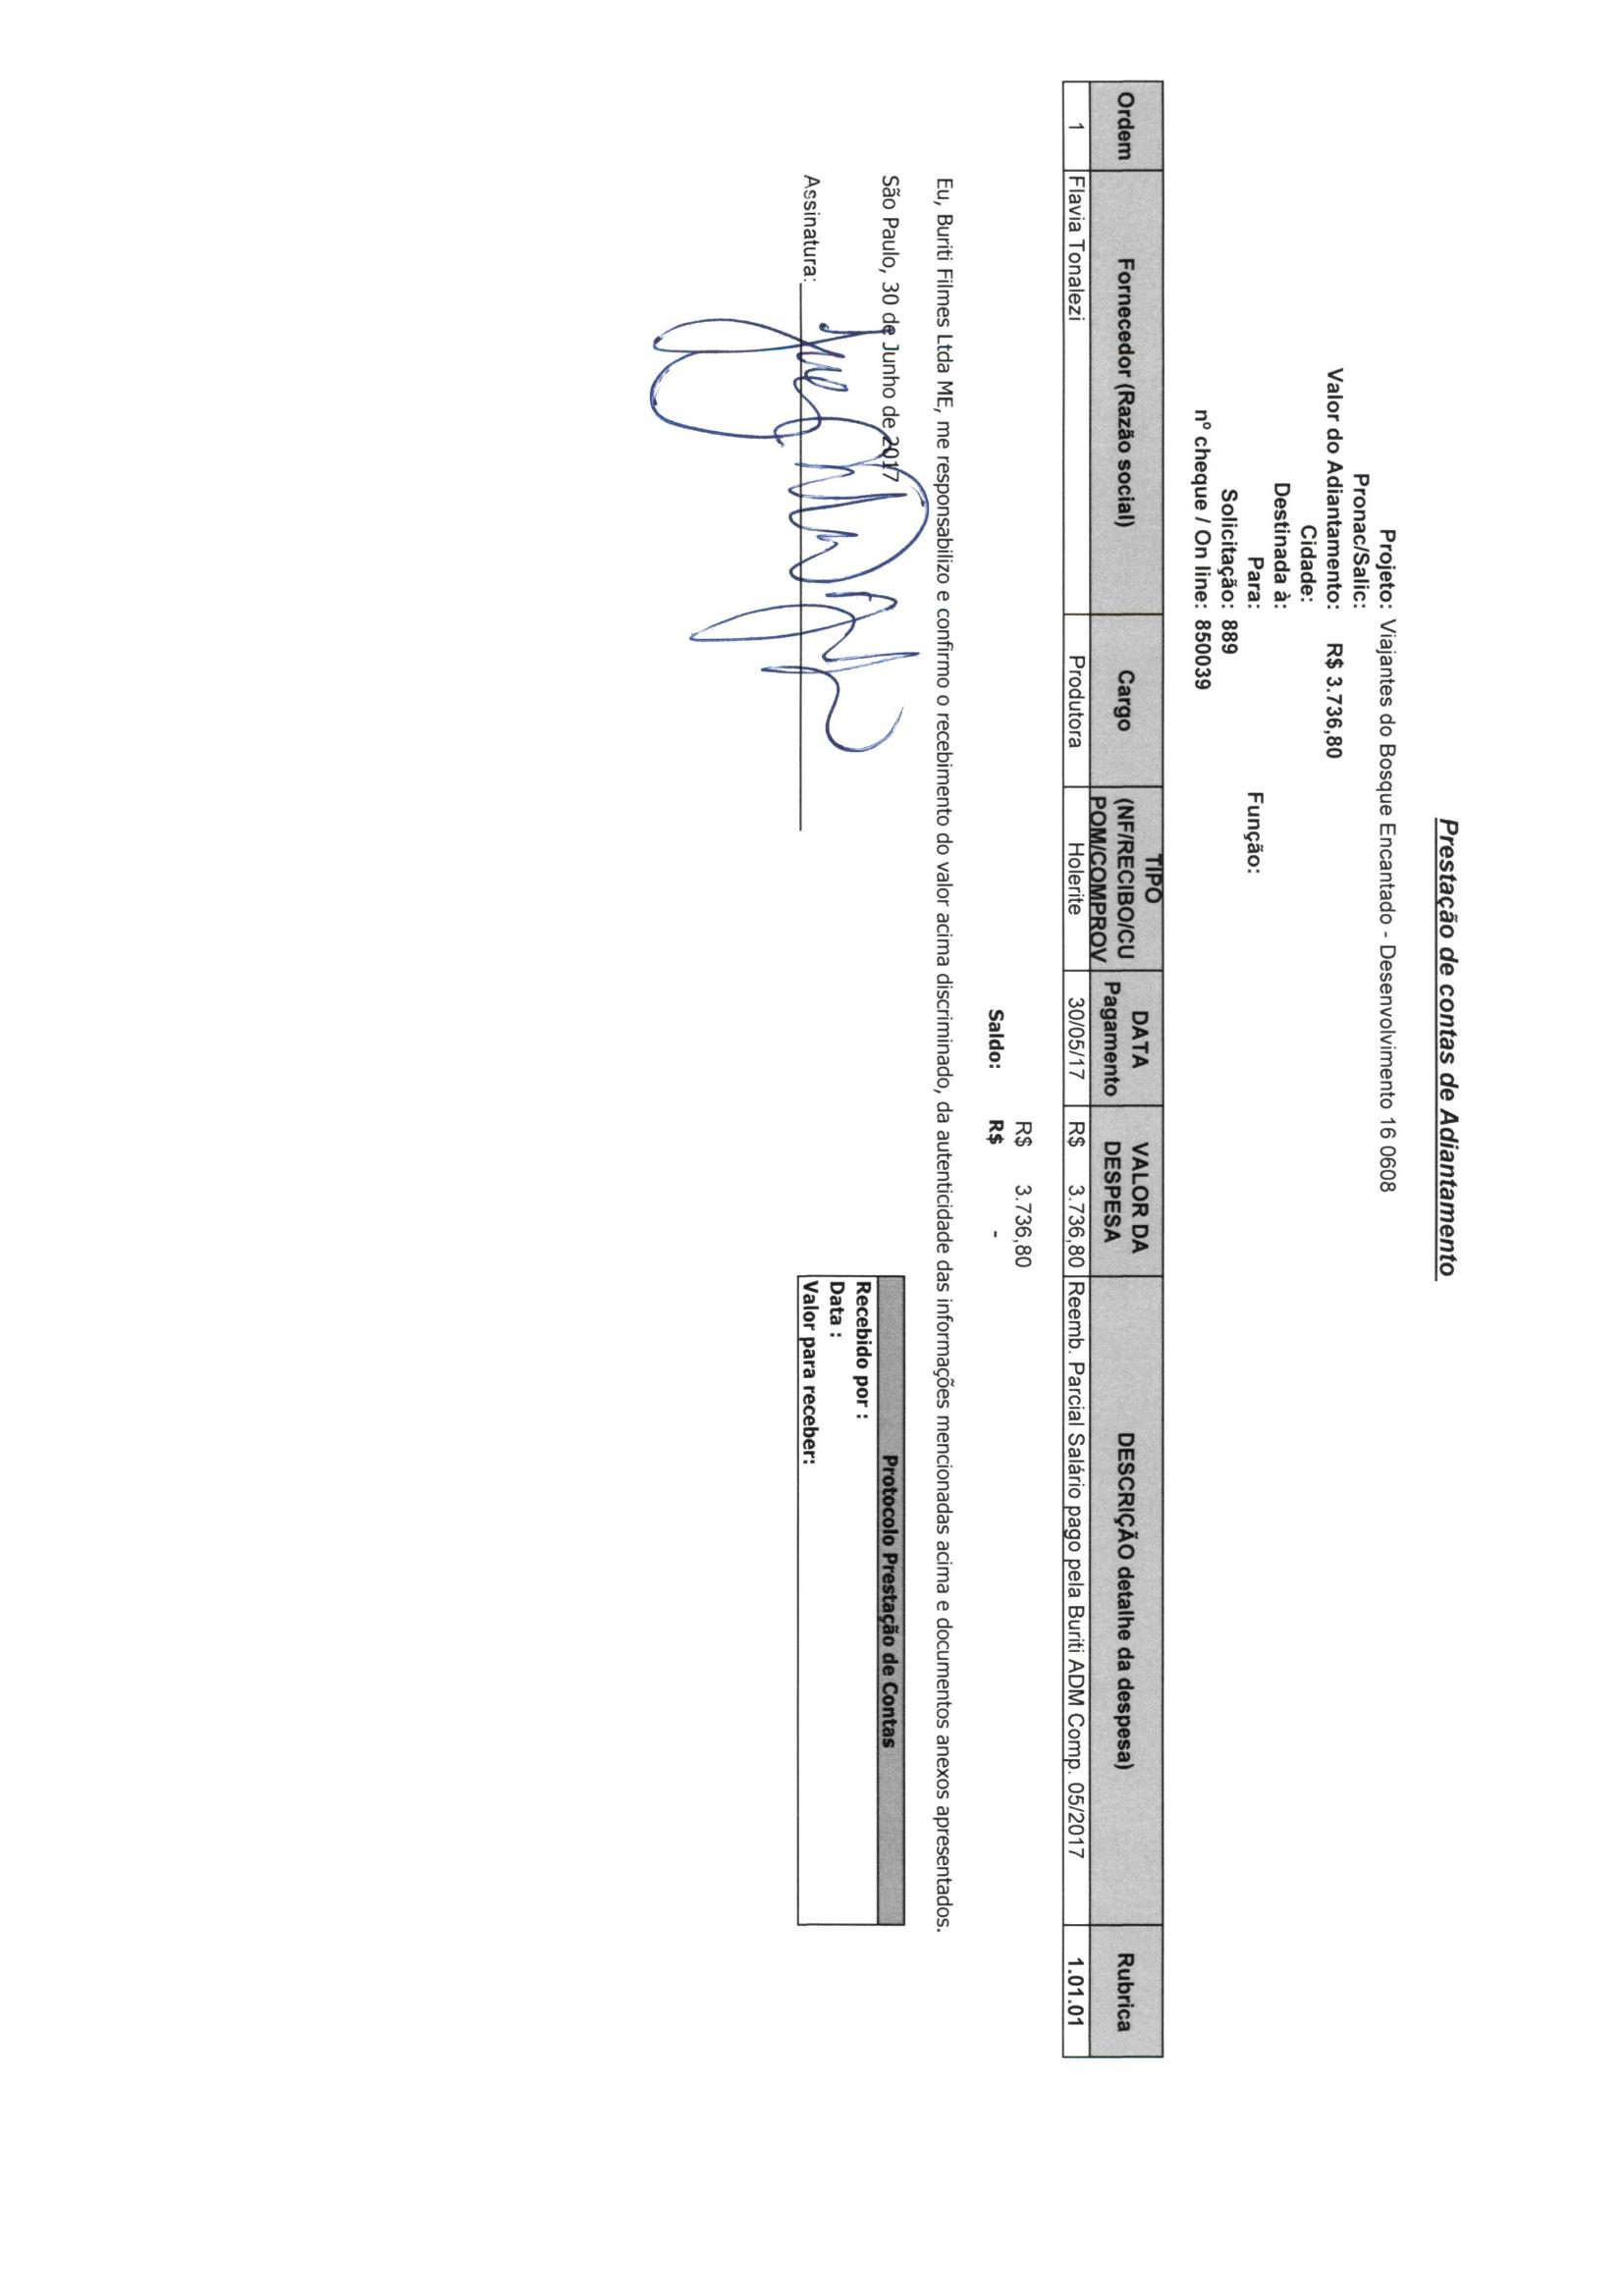 Prestação de contas de Adiantamento
Projeto: Viajantes do Bosque Encantado - Desenvolvimento 16 0608
Pronac/Salic:
Valor do Adiantamento: R$ 3.736,80
Cidade:
Destinada à:
Para: Função:
Solicitação: 889
nº cheque / On line: 850039
Ordem Fornecedor (Razão social) Cargo TIPO (NF/RECIBO/CU POM/COMPROV DATA Pagamento VALOR DA DESPESA DESCRIÇÃO detalhe da despesa) Rubrica
1 Flavia Tonalezi Produtora Holerite 30/05/17 R$ 3.736,80 Reemb. Parcial Salário pago pela Buriti ADM Comp. 05/2017 1.01.01
R$ 3.736,80
Saldo: R$ -
Eu, Buriti Filmes Ltda ME, me responsabilizo e confirmo o recebimento do valor acima discriminado, da autenticidade das informações mencionadas acima e documentos anexos apresentados.
São Paulo, 30 de Junho de 2017
Assinatura:
Protocolo Prestação de Contas
Recebido por :
Data :
Valor para receber: